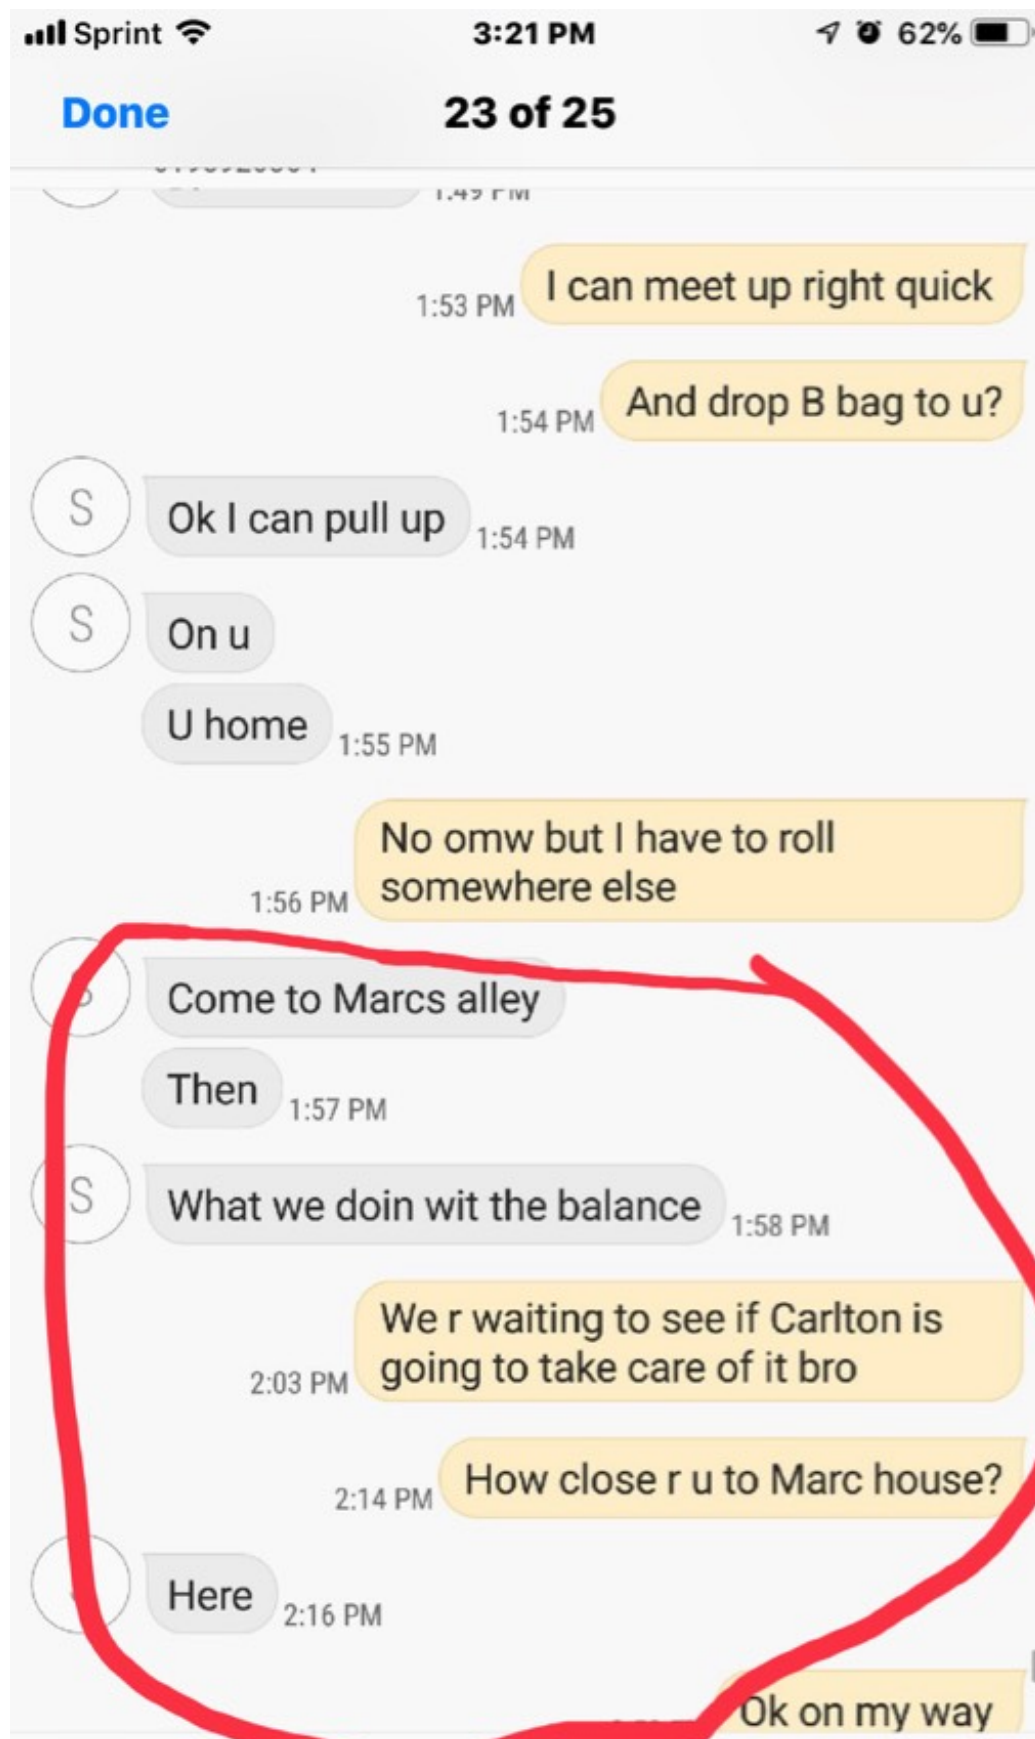 Sprint 3:21 PM 62%
Done 23 of 25
1:49 PM
I can meet up right quick
1:53 PM
And drop B bag to u?
1:54 PM
S
Ok I can pull up
1:54 PM
S
On u
U home
1:55 PM
No omw but I have to roll
somewhere else
1:56 PM
Come to Marcs alley
Then
1:57 PM
S
What we doin wit the balance
1:58 PM
We r waiting to see if Carlton is
going to take care of it bro
2:03 PM
How close r u to Marc house?
2:14 PM
Here
2:16 PM
Ok on my way